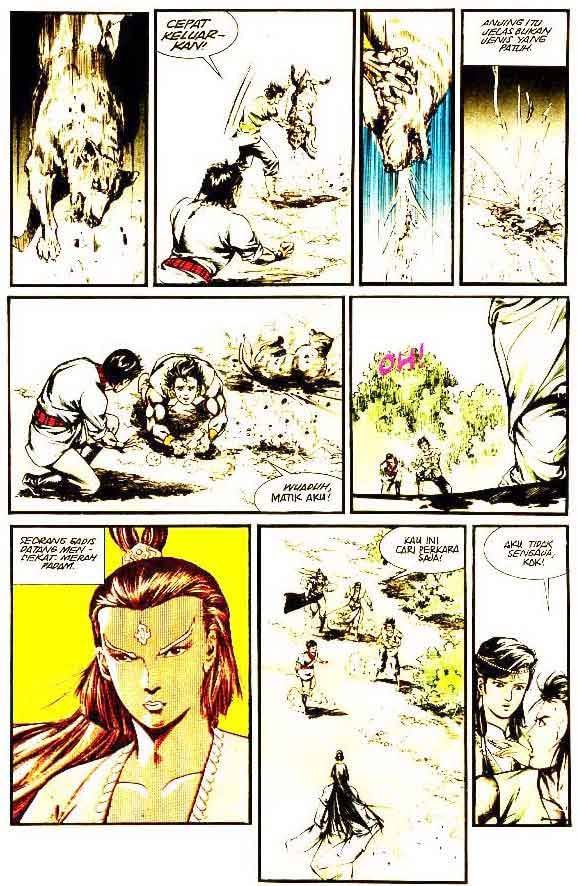 CEPAT
KELUAR-
KAN!
ANJING ITU
JELAS BUKAN
JENIS YANG
PATUH.
WUADUH,
MATIK AKU!
OH!
SEORANG GADIS
DATANG MEN-
DEKAT. MERAH
PADAM.
KAU INI
CARI PERKARA
SAJA!
AKU TIDAK
SENGAJA,
KOK!